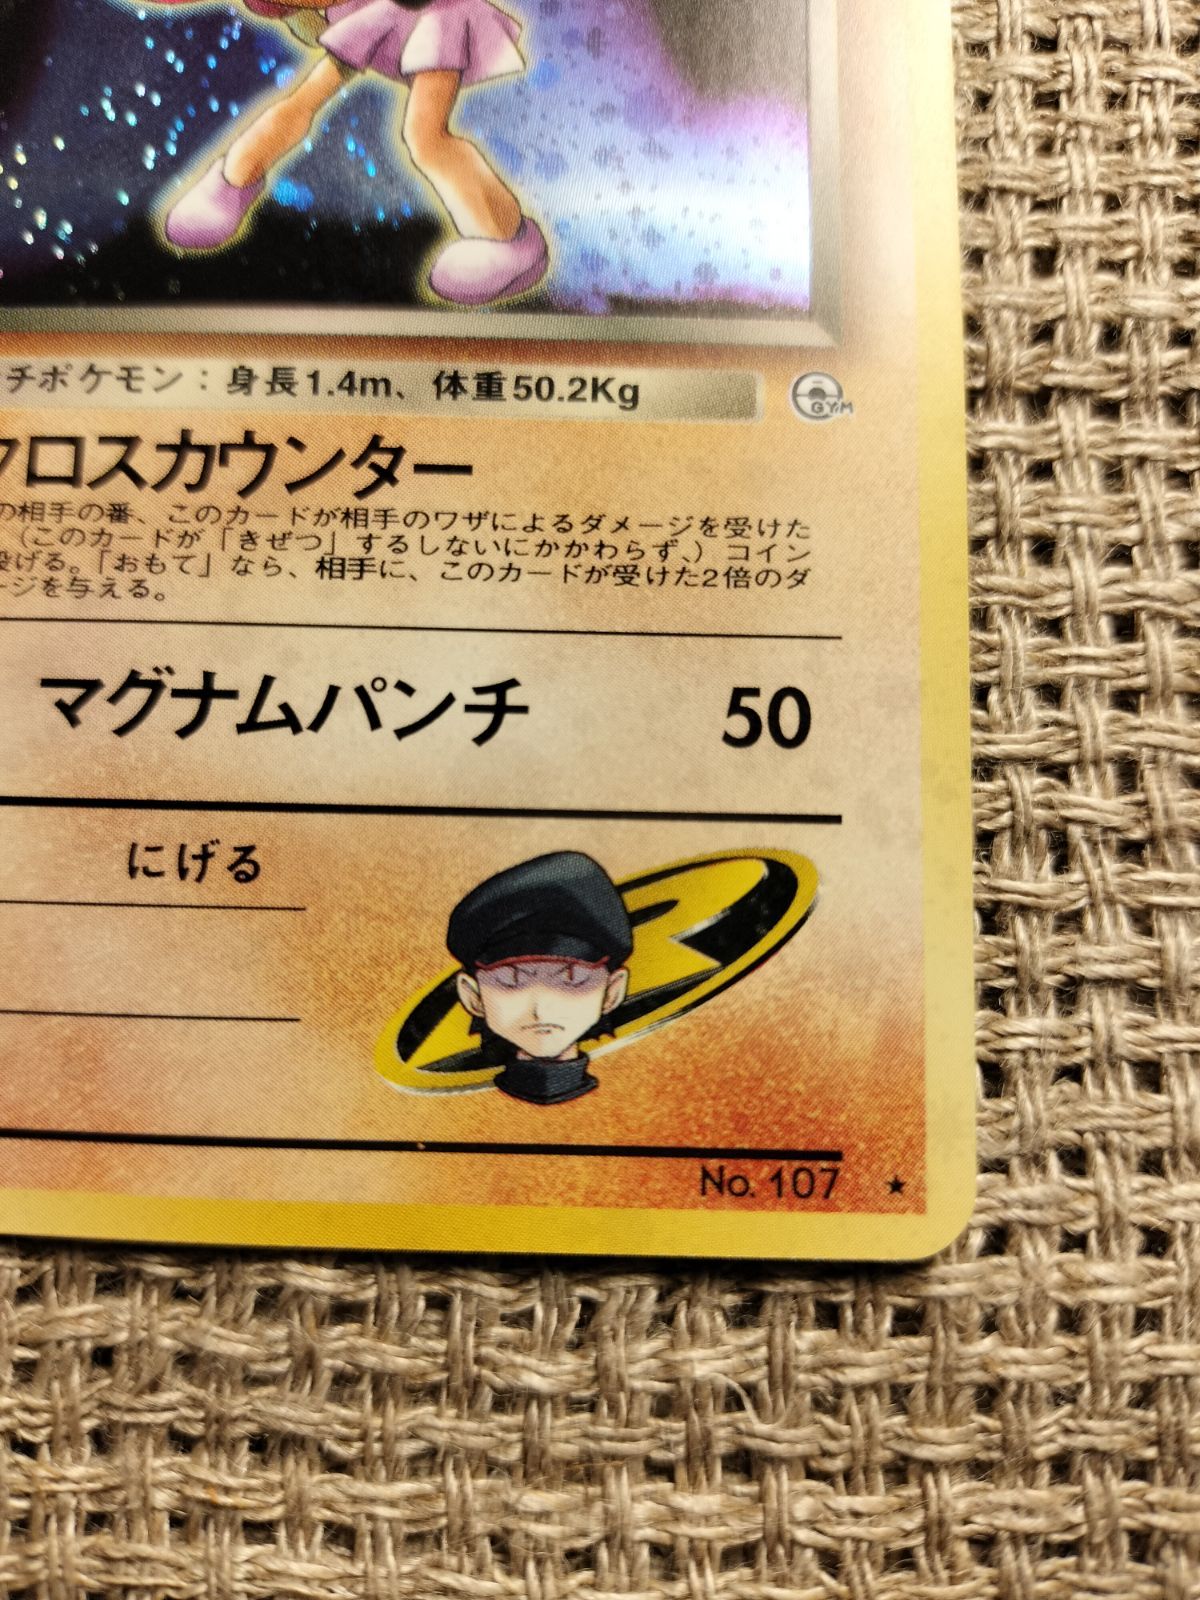 チポケモン：身長1.4m、体重50.2Kg
GYM
クロスカウンター
の相手の番、このカードが相手のワザによるダメージを受けた
（このカードが「きぜつ」するしないにかかわらず、）コイン
投げる。「おもて」なら、相手に、このカードが受けた2倍のダ
ージを与える。
マグナムパンチ 50
にげる
No. 107 ★